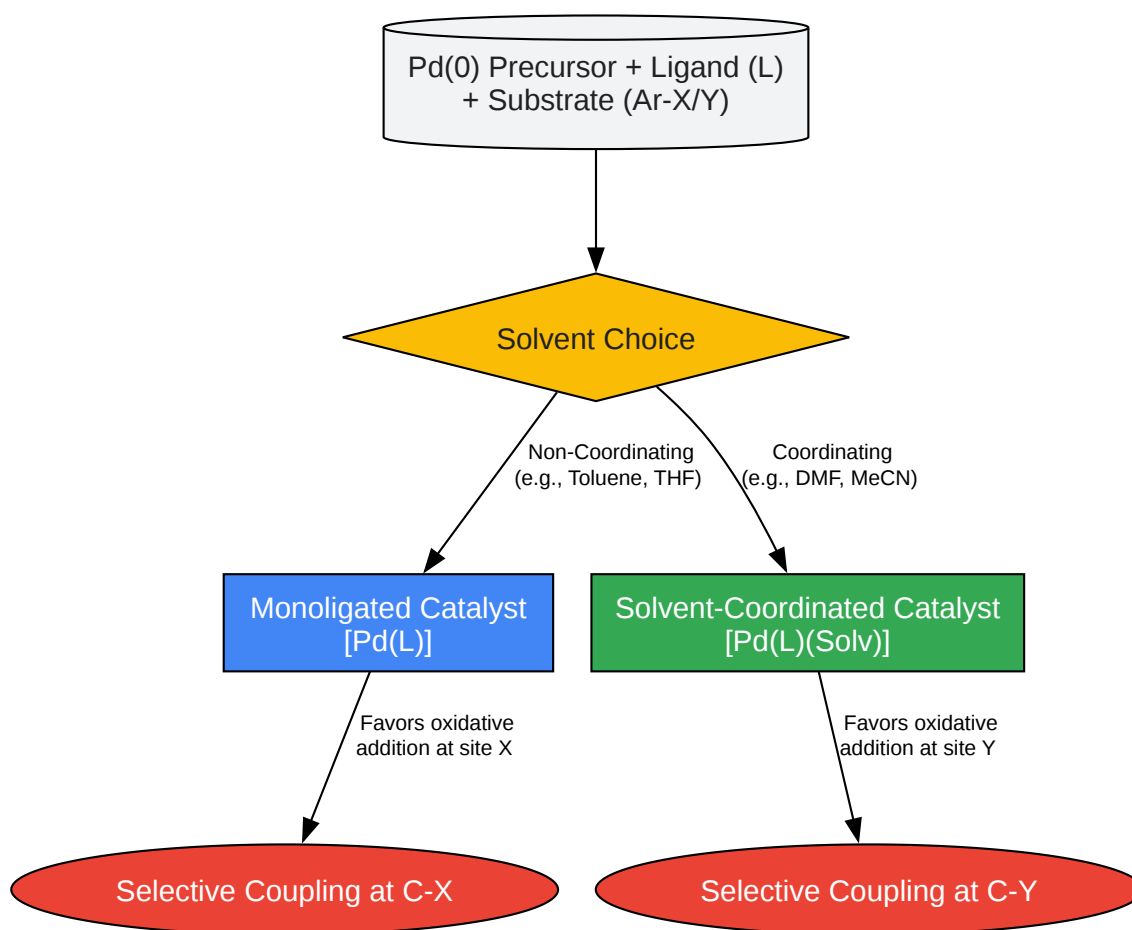 Pd(0) Precursor + Ligand (L)
+ Substrate (Ar-X/Y)
Solvent Choice
Non-Coordinating
(e.g., Toluene, THF)
Coordinating
(e.g., DMF, MeCN)
Monoligated Catalyst
[Pd(L)]
Solvent-Coordinated Catalyst
[Pd(L)(Solv)]
Favors oxidative
addition at site X
Favors oxidative
addition at site Y
Selective Coupling at C-X
Selective Coupling at C-Y